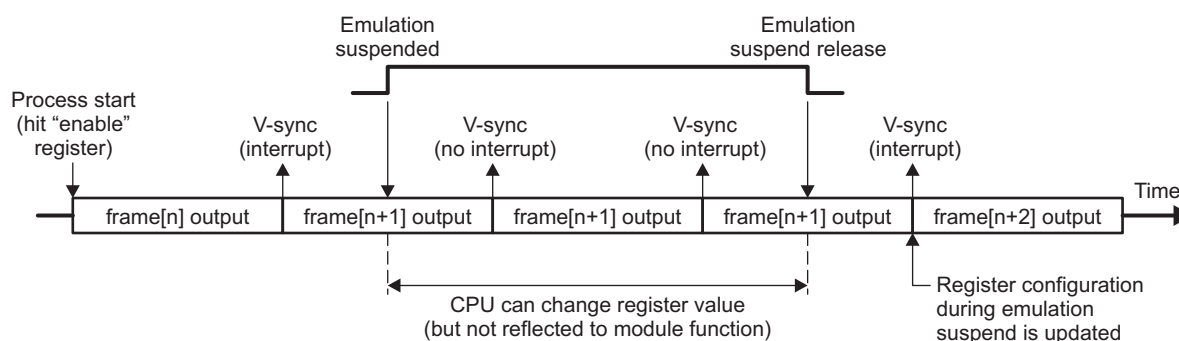 Emulation
suspended
Emulation
suspend release
Process start
(hit “enable”
register)
V-sync
(interrupt)
V-sync
(no interrupt)
V-sync
(no interrupt)
V-sync
(interrupt)
Time
frame[n] output
frame[n+1] output
frame[n+1] output
frame[n+1] output
frame[n+2] output
CPU can change register value
(but not reflected to module function)
Register configuration
during emulation
suspend is updated